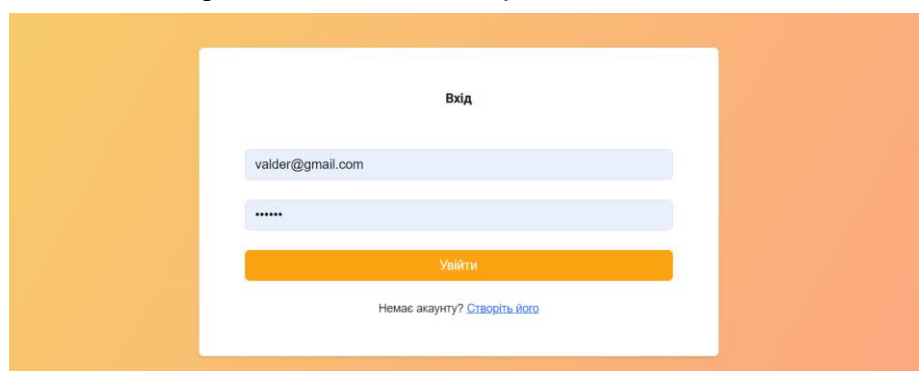 Вхід
valder@gmail.com
••••••
Увійти
Немає акаунту? Створіть його